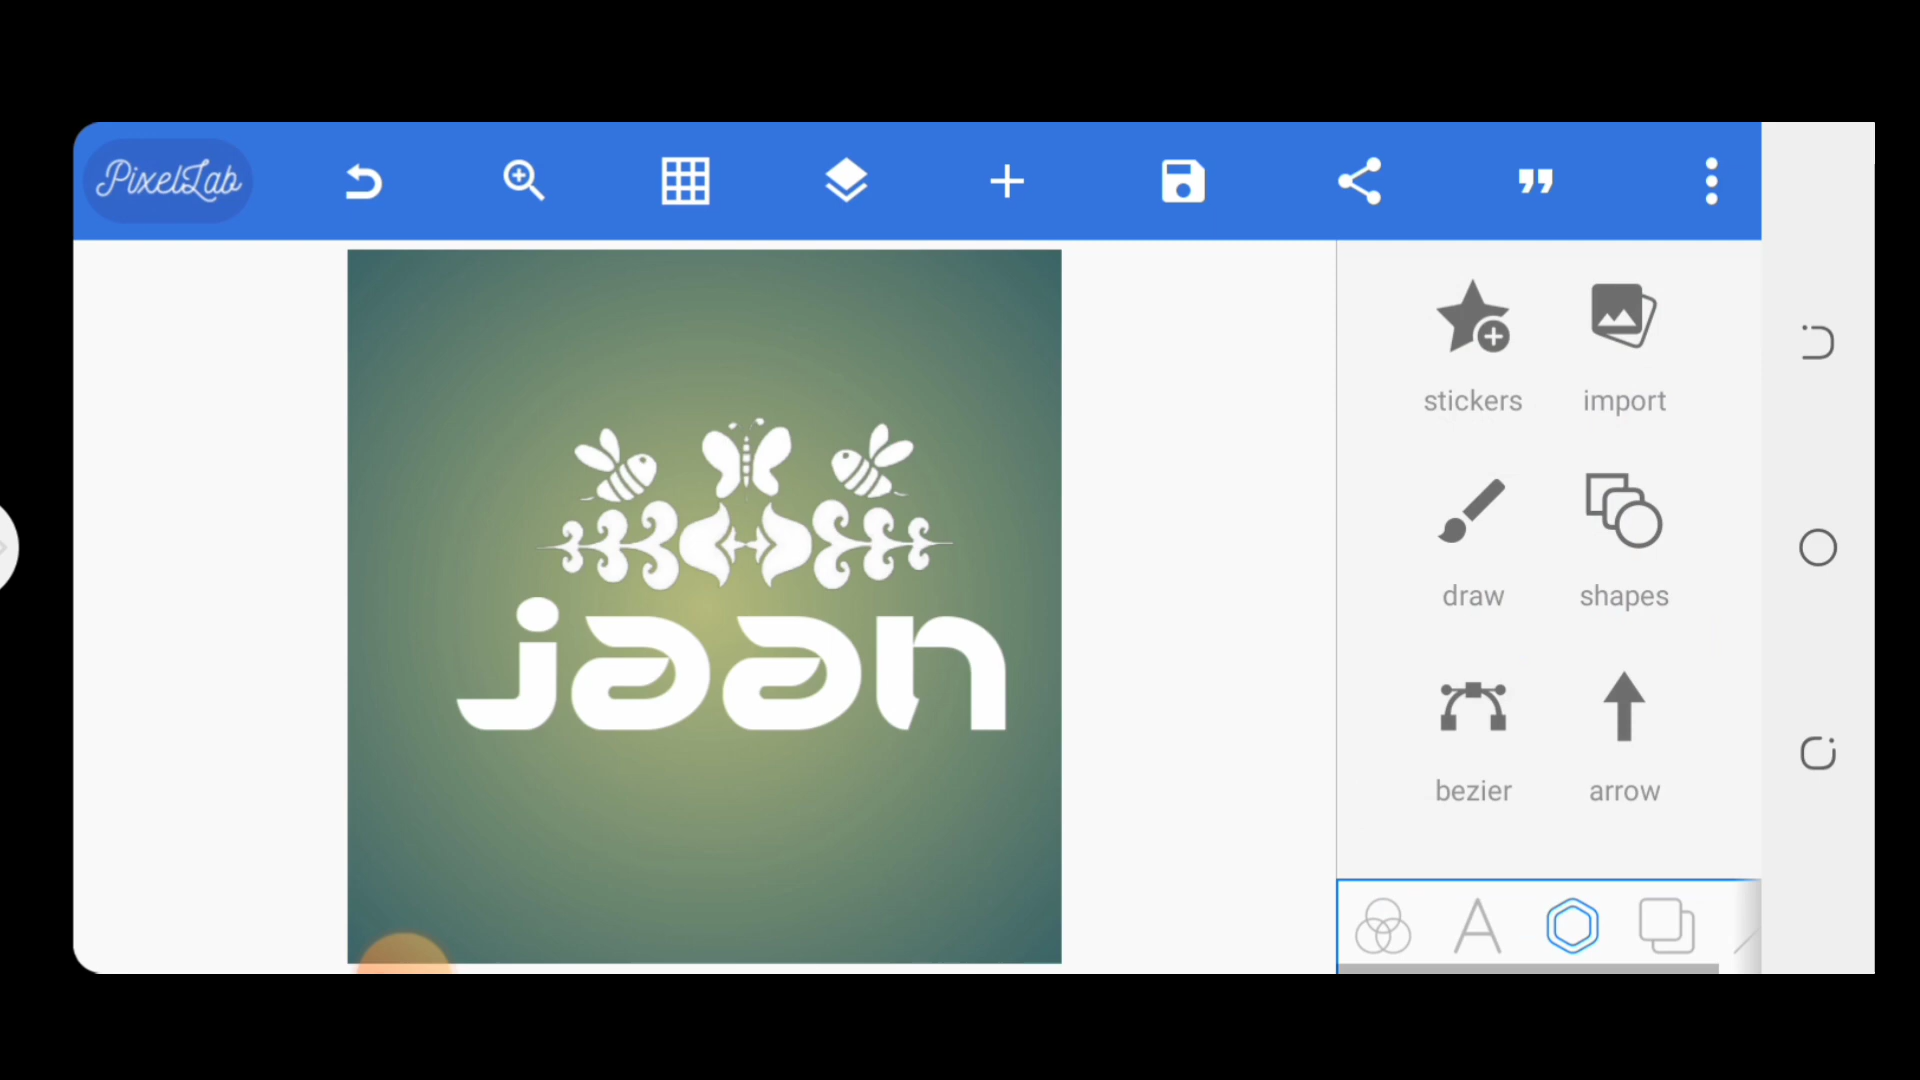 PixelLab
stickers import
draw shapes
jaan
bezier arrow